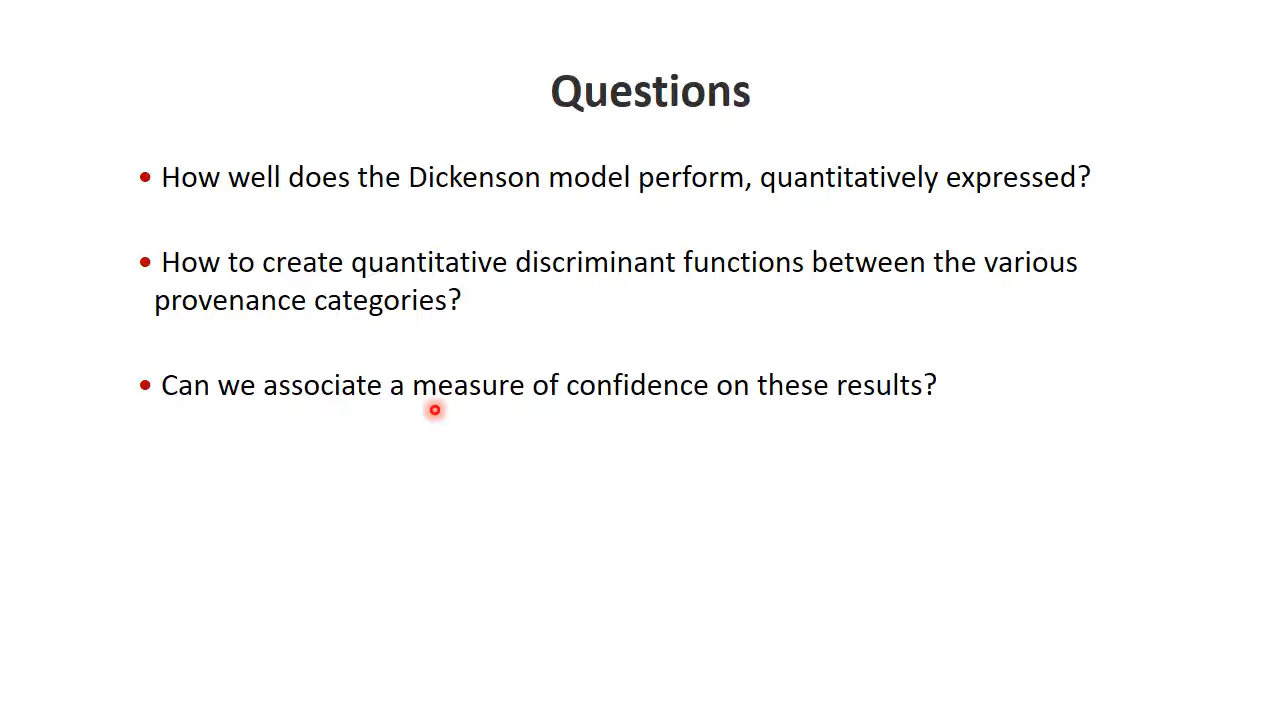 Questions
• How well does the Dickenson model perform, quantitatively expressed?
• How to create quantitative discriminant functions between the various
provenance categories?
• Can we associate a measure of confidence on these results?